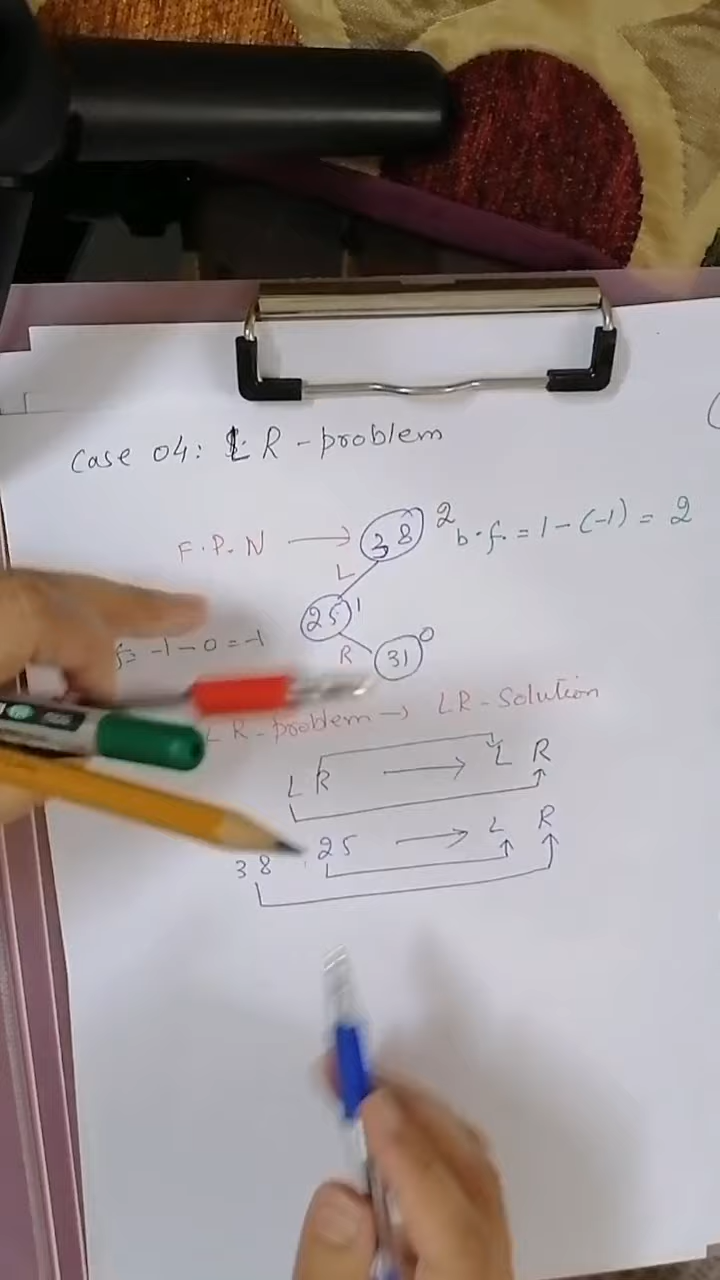 Case 04: LR - problem
F.P.N → 38 2 b.f. = 1 - (-1) = 2
L
25 1
= -1 - 0 = -1
R 31 0
LR - problem → LR - Solution
L R → L R
38 25 → L R